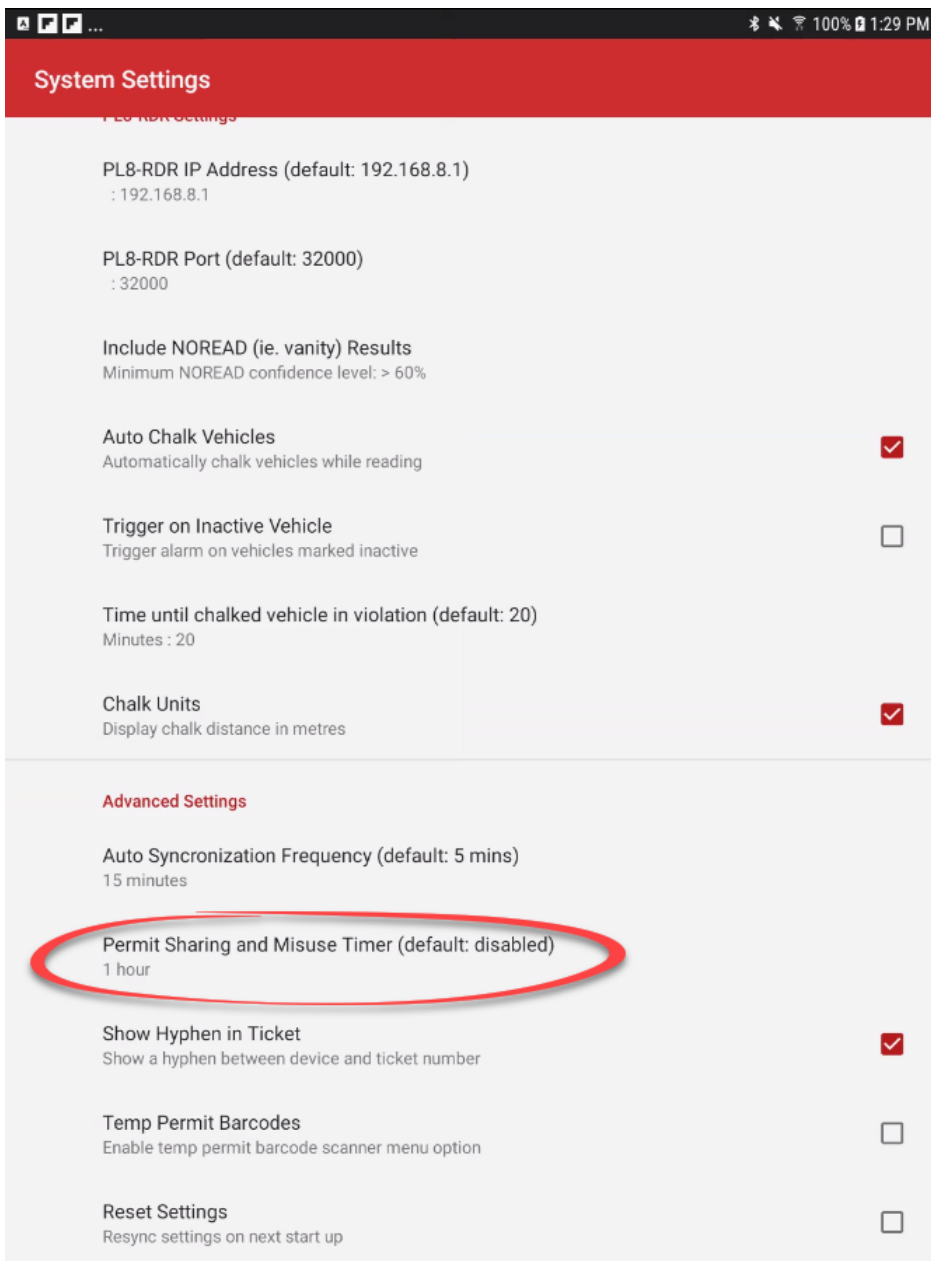 ... 100% 1:29 PM
System Settings
PL8-RDR Settings
PL8-RDR IP Address (default: 192.168.8.1)
: 192.168.8.1
PL8-RDR Port (default: 32000)
: 32000
Include NOREAD (ie. vanity) Results
Minimum NOREAD confidence level: > 60%
Auto Chalk Vehicles
Automatically chalk vehicles while reading
Trigger on Inactive Vehicle
Trigger alarm on vehicles marked inactive
Time until chalked vehicle in violation (default: 20)
Minutes : 20
Chalk Units
Display chalk distance in metres
Advanced Settings
Auto Syncronization Frequency (default: 5 mins)
15 minutes
Permit Sharing and Misuse Timer (default: disabled)
1 hour
Show Hyphen in Ticket
Show a hyphen between device and ticket number
Temp Permit Barcodes
Enable temp permit barcode scanner menu option
Reset Settings
Resync settings on next start up